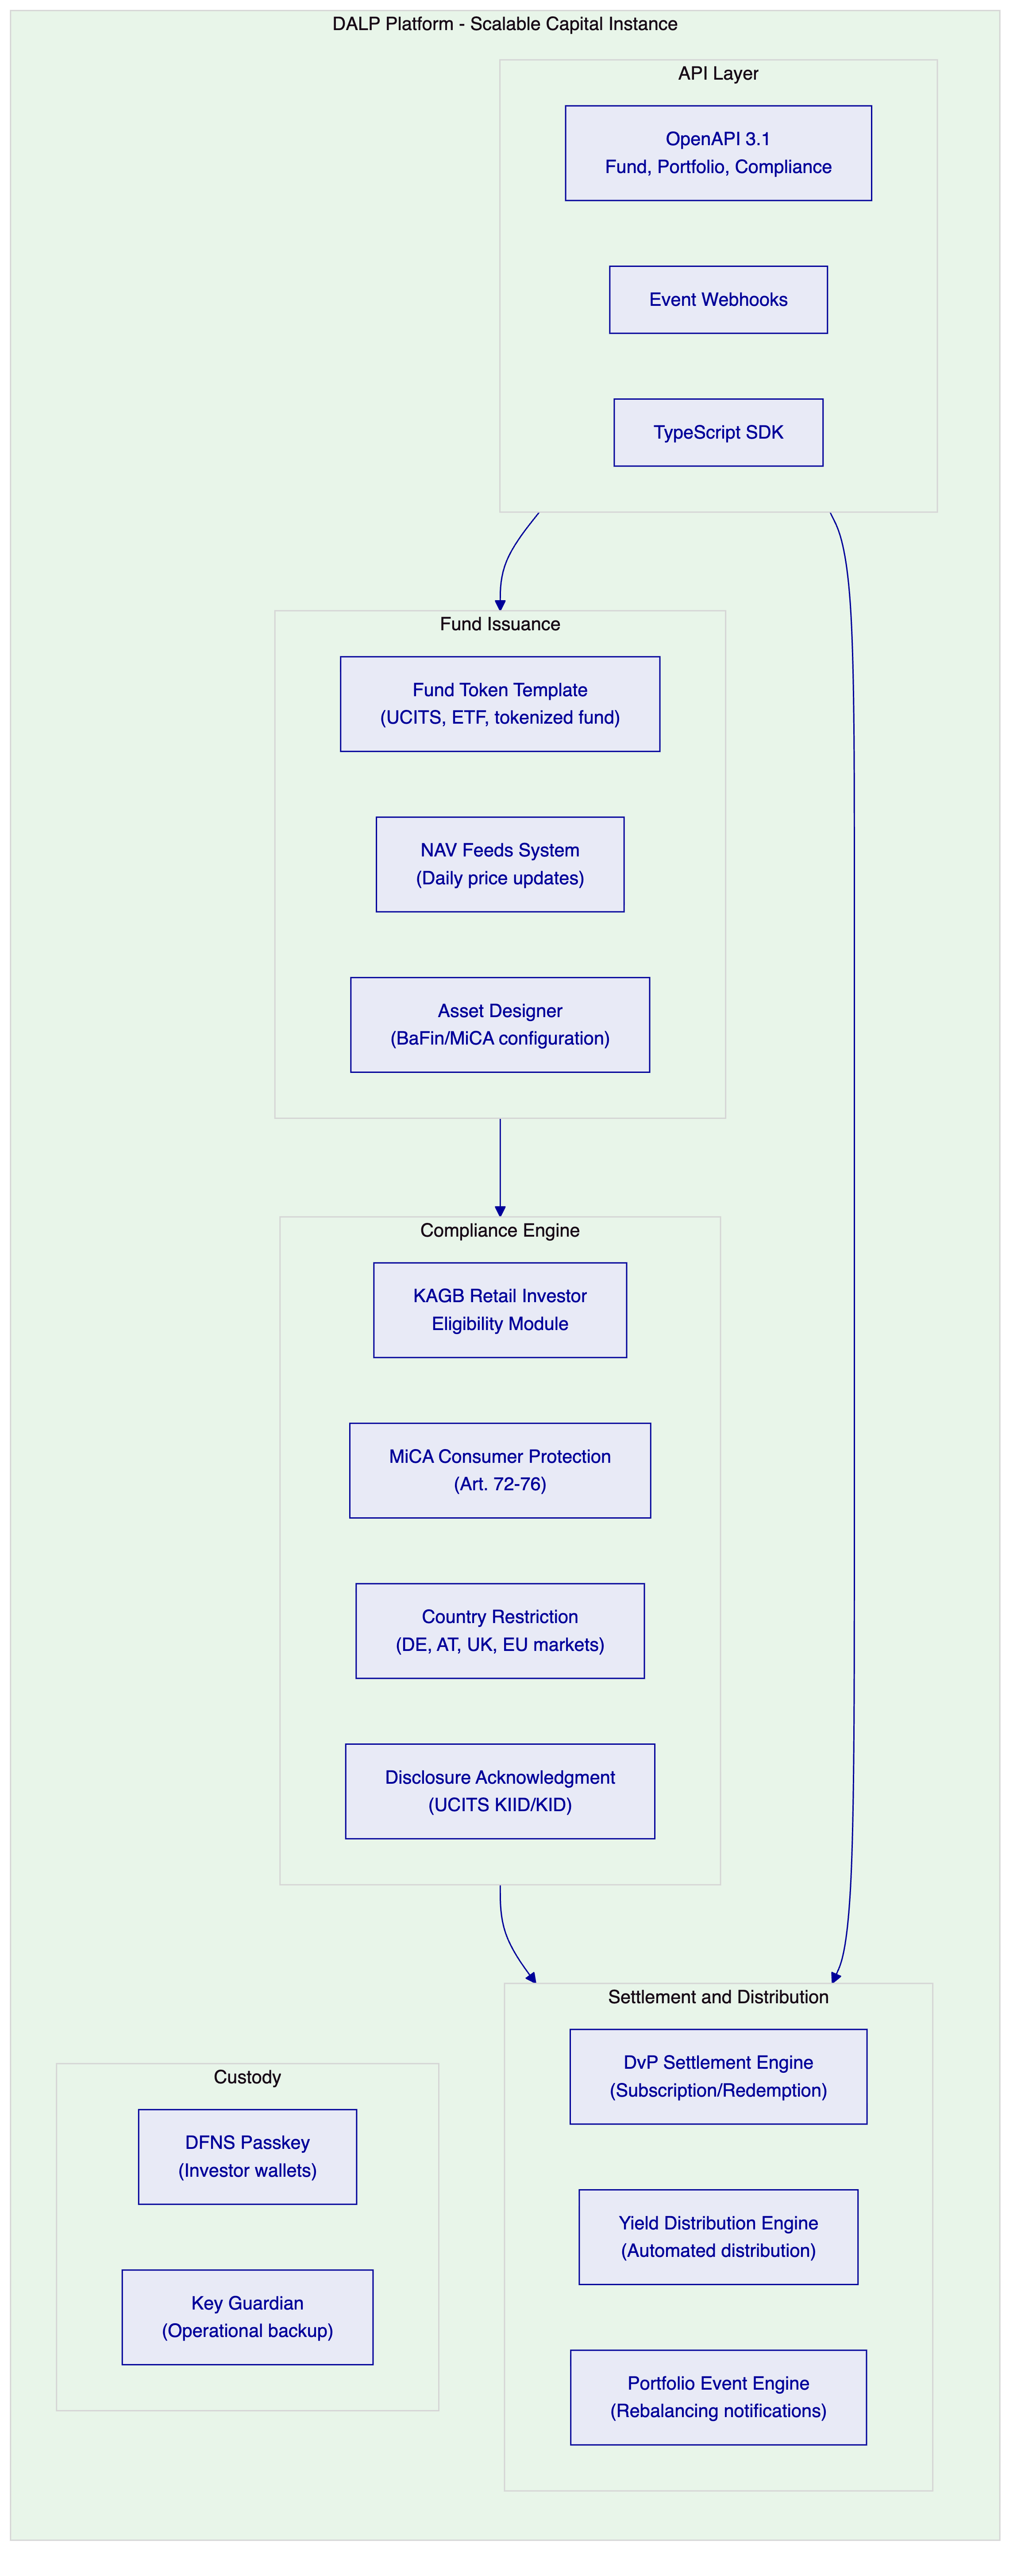 DALP Platform - Scalable Capital Instance
API Layer
OpenAPI 3.1
Fund, Portfolio, Compliance
Event Webhooks
TypeScript SDK
Fund Issuance
Fund Token Template
(UCITS, ETF, tokenized fund)
NAV Feeds System
(Daily price updates)
Asset Designer
(BaFin/MiCA configuration)
Compliance Engine
KAGB Retail Investor
Eligibility Module
MiCA Consumer Protection
(Art. 72-76)
Country Restriction
(DE, AT, UK, EU markets)
Disclosure Acknowledgment
(UCITS KIID/KID)
Settlement and Distribution
DvP Settlement Engine
(Subscription/Redemption)
Yield Distribution Engine
(Automated distribution)
Portfolio Event Engine
(Rebalancing notifications)
Custody
DFNS Passkey
(Investor wallets)
Key Guardian
(Operational backup)